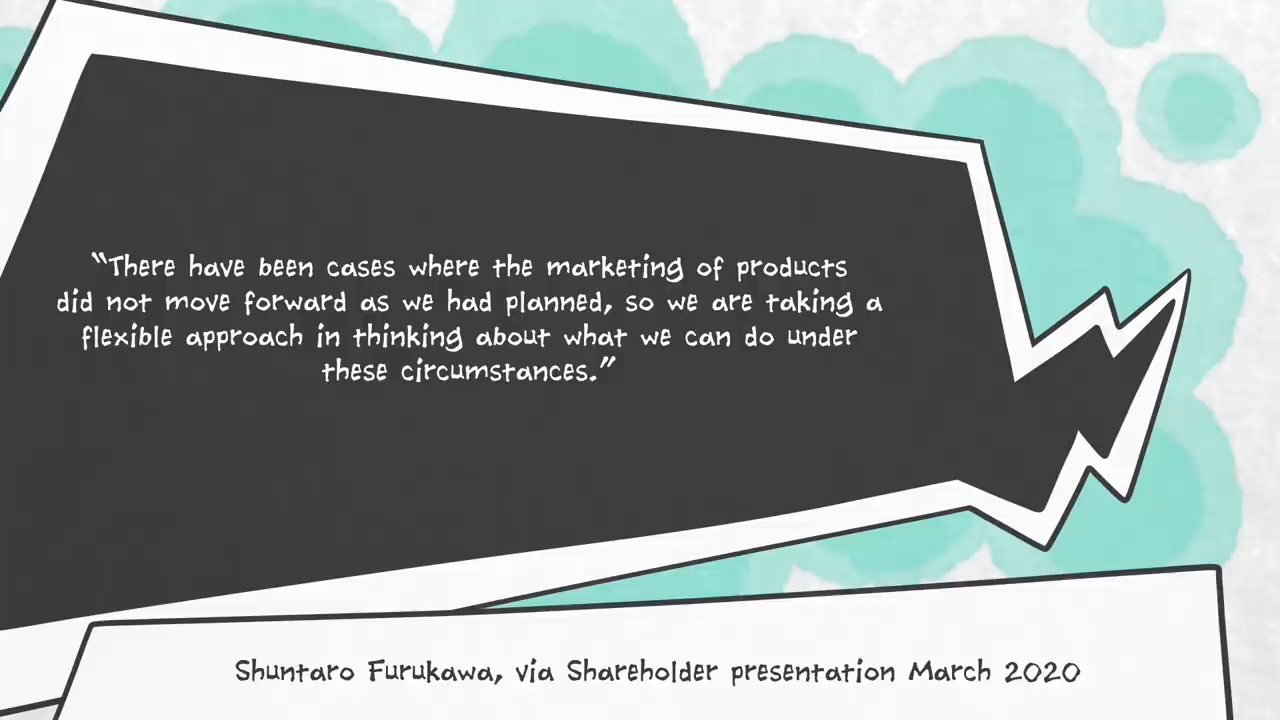 “There have been cases where the marketing of products
did not move forward as we had planned, so we are taking a
flexible approach in thinking about what we can do under
these circumstances.”
Shuntaro Furukawa, via Shareholder presentation March 2020